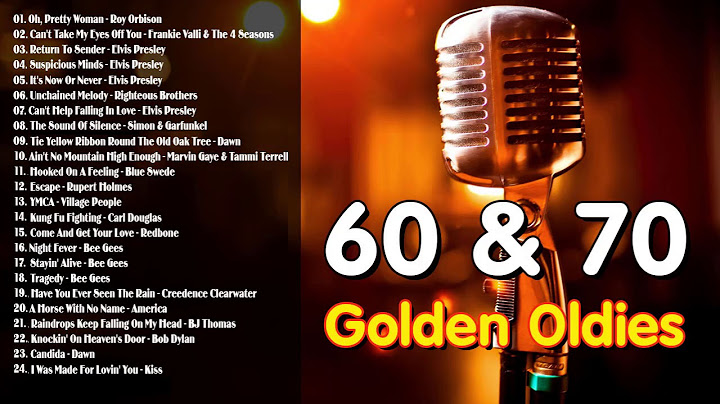 01. Oh, Pretty Woman - Roy Orbison
02. Can't Take My Eyes Off You - Frankie Valli & The 4 Seasons
03. Return To Sender - Elvis Presley
04. Suspicious Minds - Elvis Presley
05. It's Now Or Never - Elvis Presley
06. Unchained Melody - Righteous Brothers
07. Can't Help Falling In Love - Elvis Presley
08. The Sound Of Silence - Simon & Garfunkel
09. Tie Yellow Ribbon Round The Old Oak Tree - Dawn
10. Ain't No Mountain High Enough - Marvin Gaye & Tammi Terrell
11. Hooked On A Feeling - Blue Swede
12. Escape - Rupert Holmes
13. YMCA - Village People
14. Kung Fu Fighting - Carl Douglas
15. Come And Get Your Love - Redbone
16. Night Fever - Bee Gees
17. Stayin' Alive - Bee Gees
18. Tragedy - Bee Gees
19. Have You Ever Seen The Rain - Creedence Clearwater
20. A Horse With No Name - America
21. Raindrops Keep Falling On My Head - BJ Thomas
22. Knockin' On Heaven's Door - Bob Dylan
23. Candida - Dawn
24. I Was Made For Lovin' You - Kiss
60 & 70
Golden Oldies